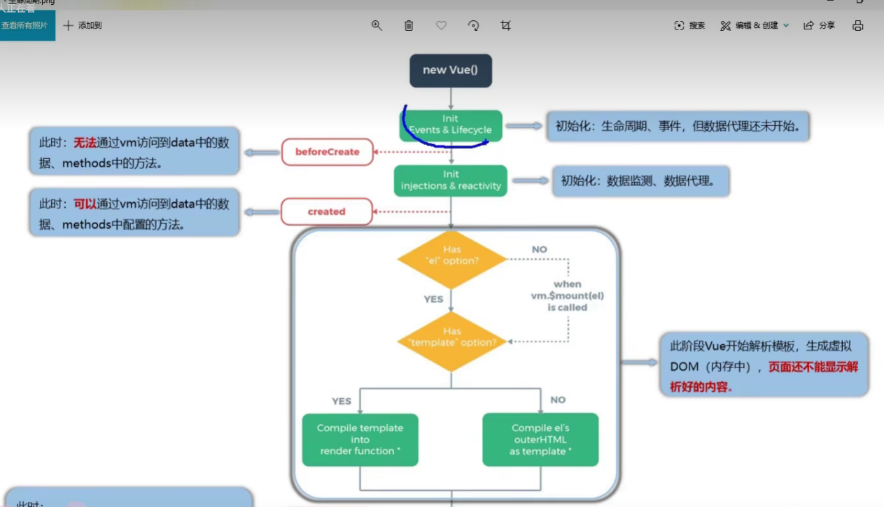 查看所有照片
添加到
搜索
编辑 & 创建
分享
new Vue()
Init
Events & Lifecycle
初始化：生命周期、事件，但数据代理还未开始。
此时：无法通过vm访问到data中的数
据、methods中的方法。
beforeCreate
Init
injections & reactivity
初始化：数据监测、数据代理。
此时：可以通过vm访问到data中的数
据、methods中配置的方法。
created
Has
"el" option?
NO
when
vm.$mount(el)
is called
YES
Has
"template" option?
此阶段Vue开始解析模板，生成虚拟
DOM（内存中），页面还不能显示解
析好的内容。
YES
NO
Compile template
into
render function *
Compile el's
outerHTML
as template *
此时：